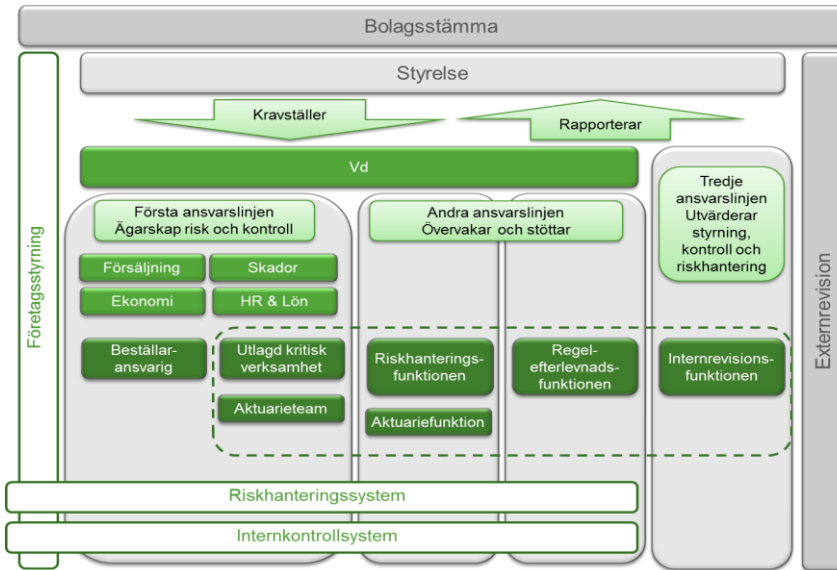 Bolagsstämma
Styrelse
Kravställer
Rapporterar
Vd
Första ansvarslinjen
Ägarskap risk och kontroll
Andra ansvarslinjen
Övervakar och stöttar
Tredje
ansvarslinjen
Utvärderar
styrning,
kontroll och
riskhantering
Försäljning
Skador
Ekonomi
HR & Lön
Beställar-
ansvarig
Utlagd kritisk
verksamhet
Riskhanterings-
funktionen
Regel-
efterlevnads-
funktionen
Internrevisions-
funktionen
Aktuarieteam
Aktuariefunktion
Riskhanteringssystem
Internkontrollsystem
Företagsstyrning
Externrevision